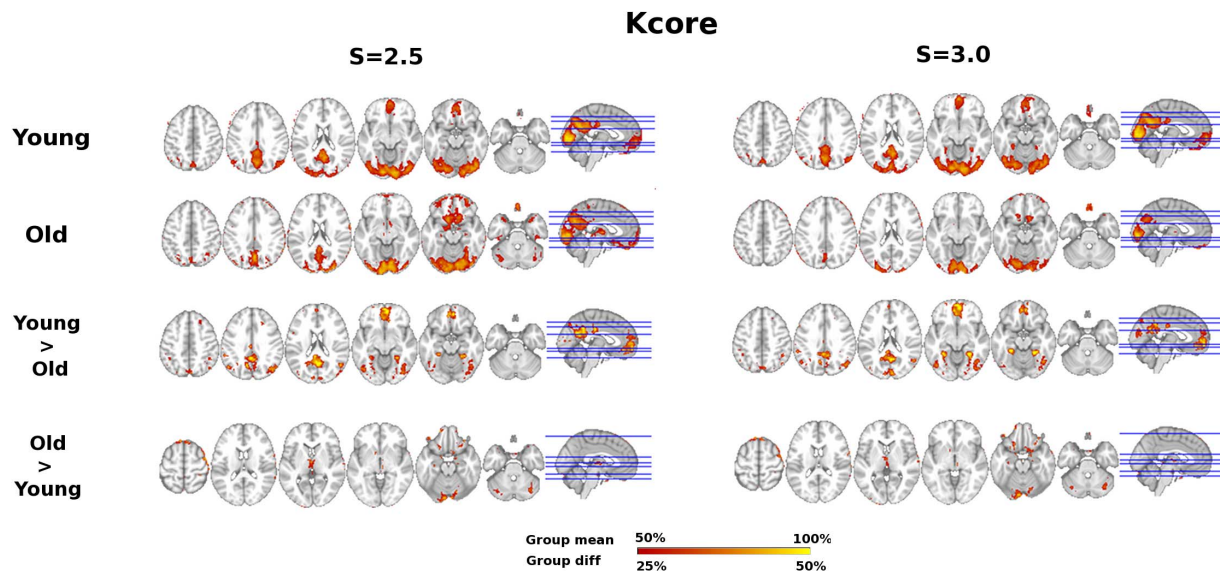 Kcore
S=2.5 S=3.0
Young
Old
Young
>
Old
Old
>
Young
Group mean 50% 100%
Group diff 25% 50%